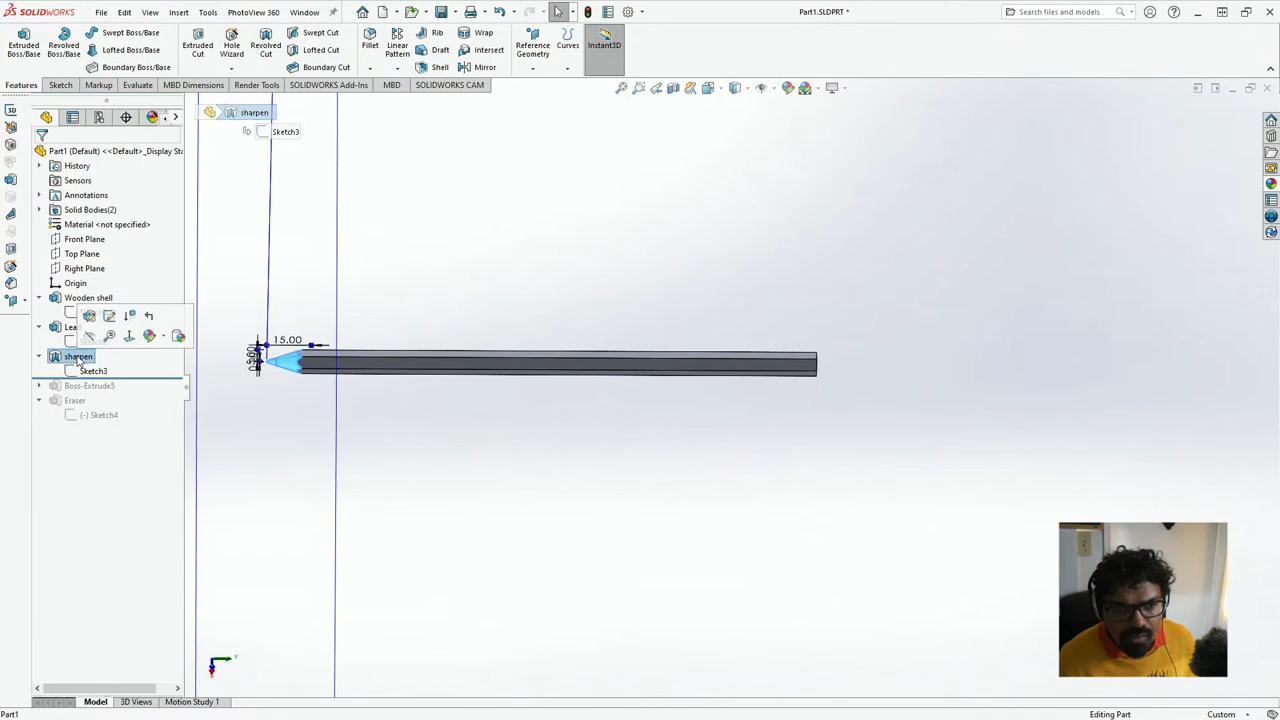 SOLIDWORKS File Edit View Insert Tools PhotoView 360 Window Part1.SLDPRT * Search files and models
Extruded Boss/Base
Revolved Boss/Base
Swept Boss/Base
Lofted Boss/Base
Boundary Boss/Base
Extruded Cut
Hole Wizard
Revolved Cut
Swept Cut
Lofted Cut
Boundary Cut
Fillet
Linear Pattern
Rib
Draft
Shell
Wrap
Intersect
Mirror
Reference Geometry
Curves
Instant3D
Features Sketch Markup Evaluate MBD Dimensions Render Tools SOLIDWORKS Add-Ins MBD SOLIDWORKS CAM
sharpen
Sketch3
Part1 (Default) <<Default>_Display Sta
History
Sensors
Annotations
Solid Bodies(2)
Material <not specified>
Front Plane
Top Plane
Right Plane
Origin
Wooden shell
Lea
sharpen
Sketch3
Boss-Extrude5
Eraser
(-) Sketch4
15.00
Y
Model 3D Views Motion Study 1
Part1 Editing Part Custom